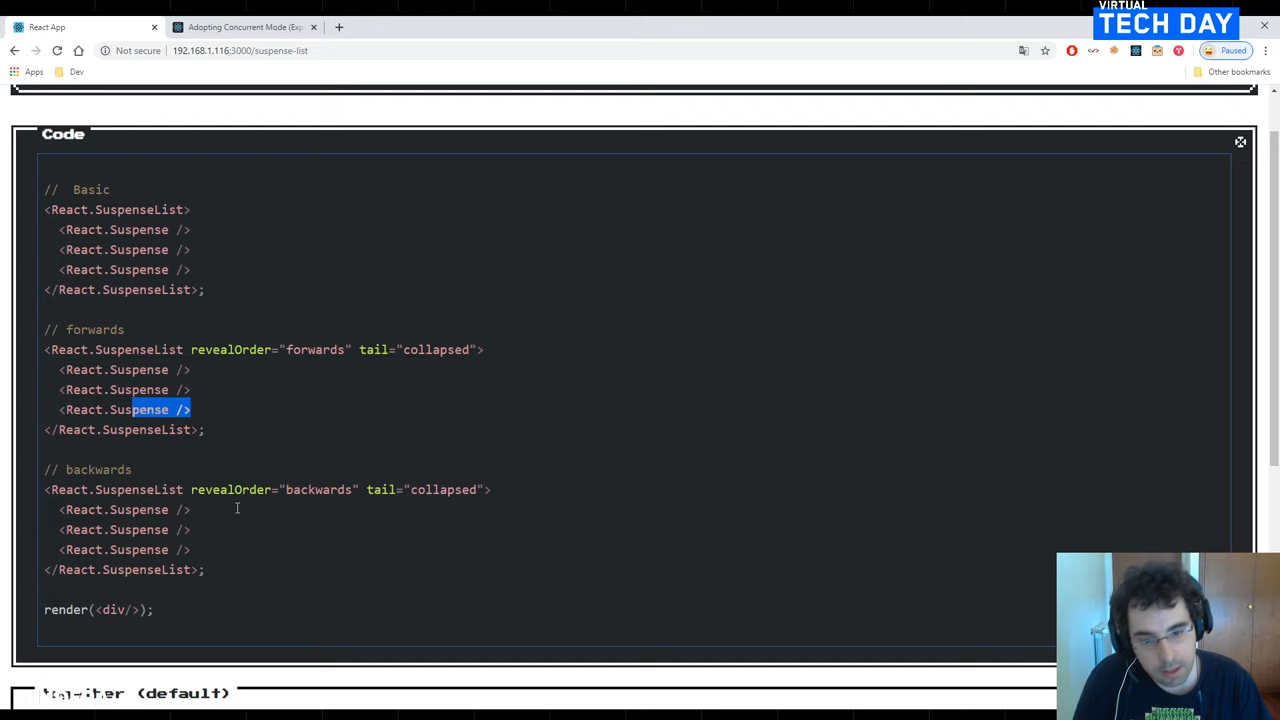 VIRTUAL
TECH DAY
React App
Adopting Concurrent Mode (Exp
Not secure
192.168.1.116:3000/suspense-list
Paused
Apps
Dev
Other bookmarks
Code
// Basic
<React.SuspenseList>
<React.Suspense />
<React.Suspense />
<React.Suspense />
</React.SuspenseList>;
// forwards
<React.SuspenseList revealOrder="forwards" tail="collapsed">
<React.Suspense />
<React.Suspense />
<React.Suspense />
</React.SuspenseList>;
// backwards
<React.SuspenseList revealOrder="backwards" tail="collapsed">
<React.Suspense />
<React.Suspense />
<React.Suspense />
</React.SuspenseList>;
render(<div/>);
(default)